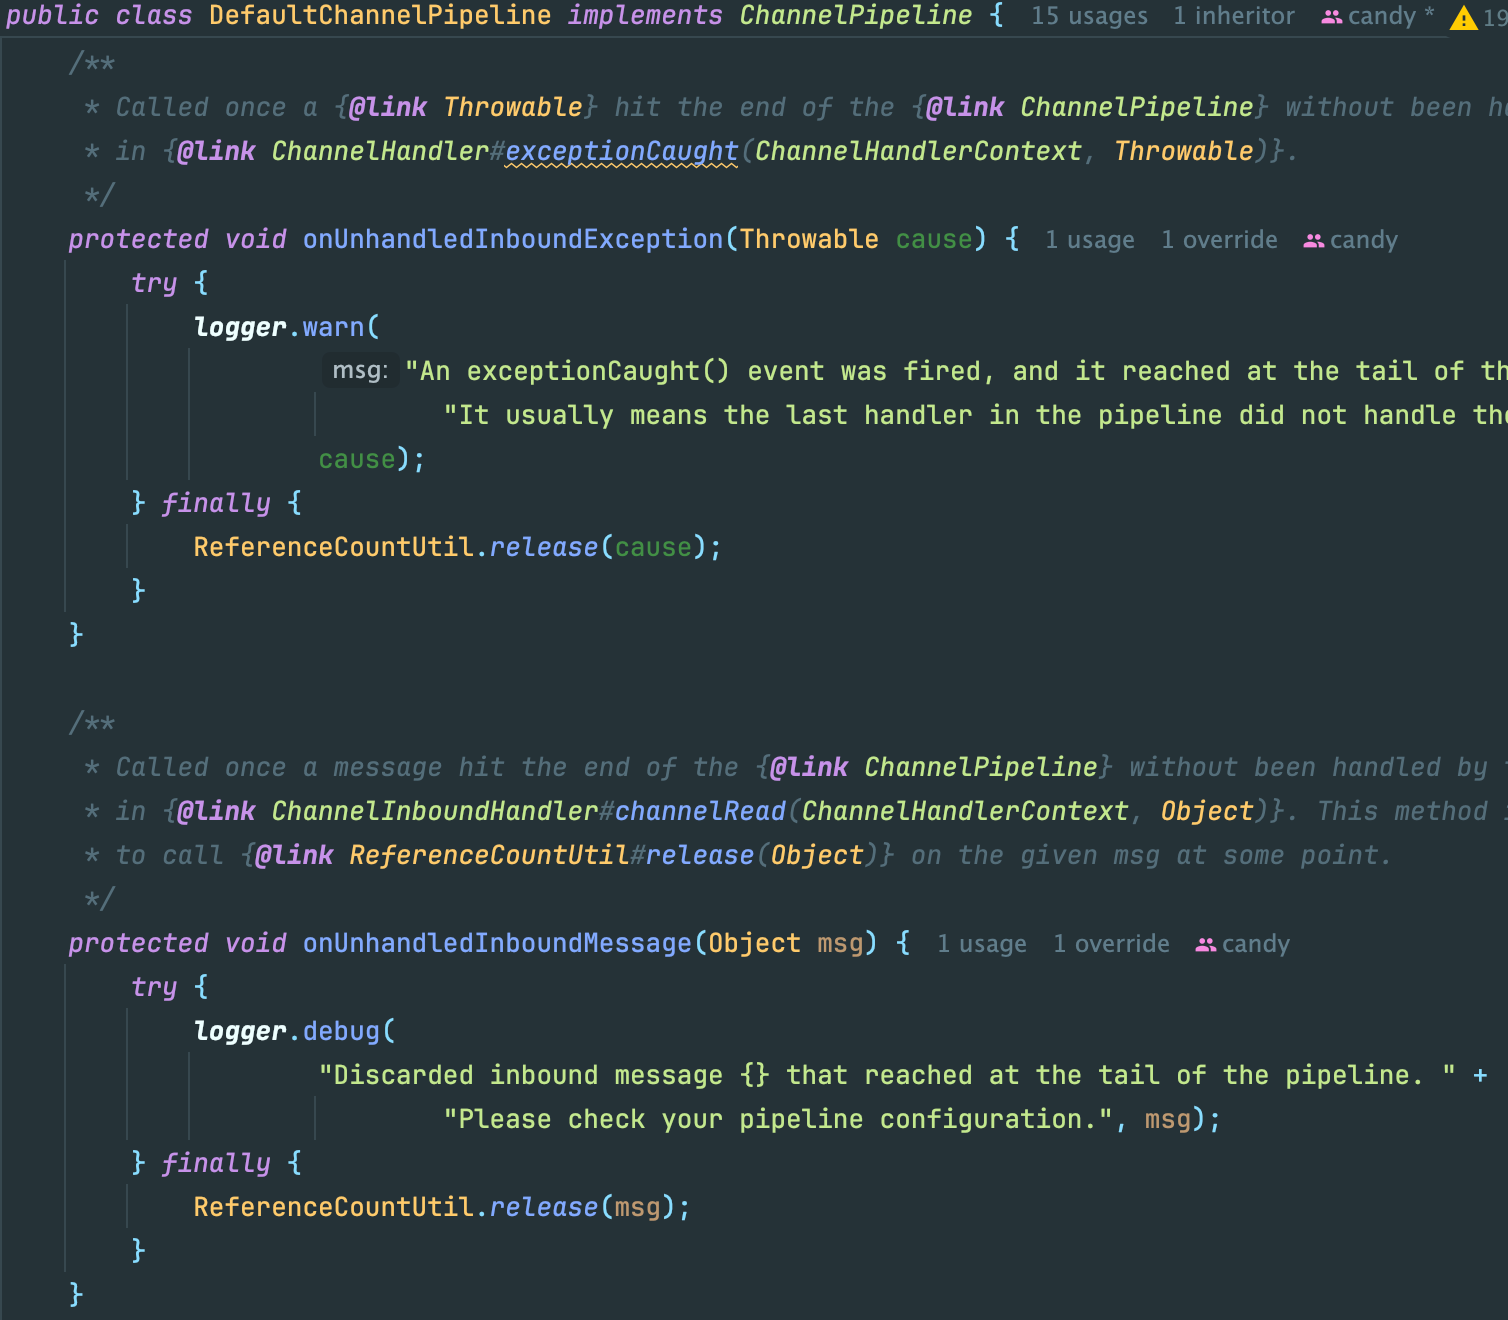 public class DefaultChannelPipeline implements ChannelPipeline { 15 usages 1 inheritor candy * 19
/**
* Called once a {@link Throwable} hit the end of the {@link ChannelPipeline} without been
* in {@link ChannelHandler#exceptionCaught(ChannelHandlerContext, Throwable)}.
*/
protected void onUnhandledInboundException(Throwable cause) { 1 usage 1 override candy
try {
logger.warn(
msg: "An exceptionCaught() event was fired, and it reached at the tail of
"It usually means the last handler in the pipeline did not handle
cause);
} finally {
ReferenceCountUtil.release(cause);
}
}
/**
* Called once a message hit the end of the {@link ChannelPipeline} without been handled by
* in {@link ChannelInboundHandler#channelRead(ChannelHandlerContext, Object)}. This method
* to call {@link ReferenceCountUtil#release(Object)} on the given msg at some point.
*/
protected void onUnhandledInboundMessage(Object msg) { 1 usage 1 override candy
try {
logger.debug(
"Discarded inbound message {} that reached at the tail of the pipeline. " +
"Please check your pipeline configuration.", msg);
} finally {
ReferenceCountUtil.release(msg);
}
}